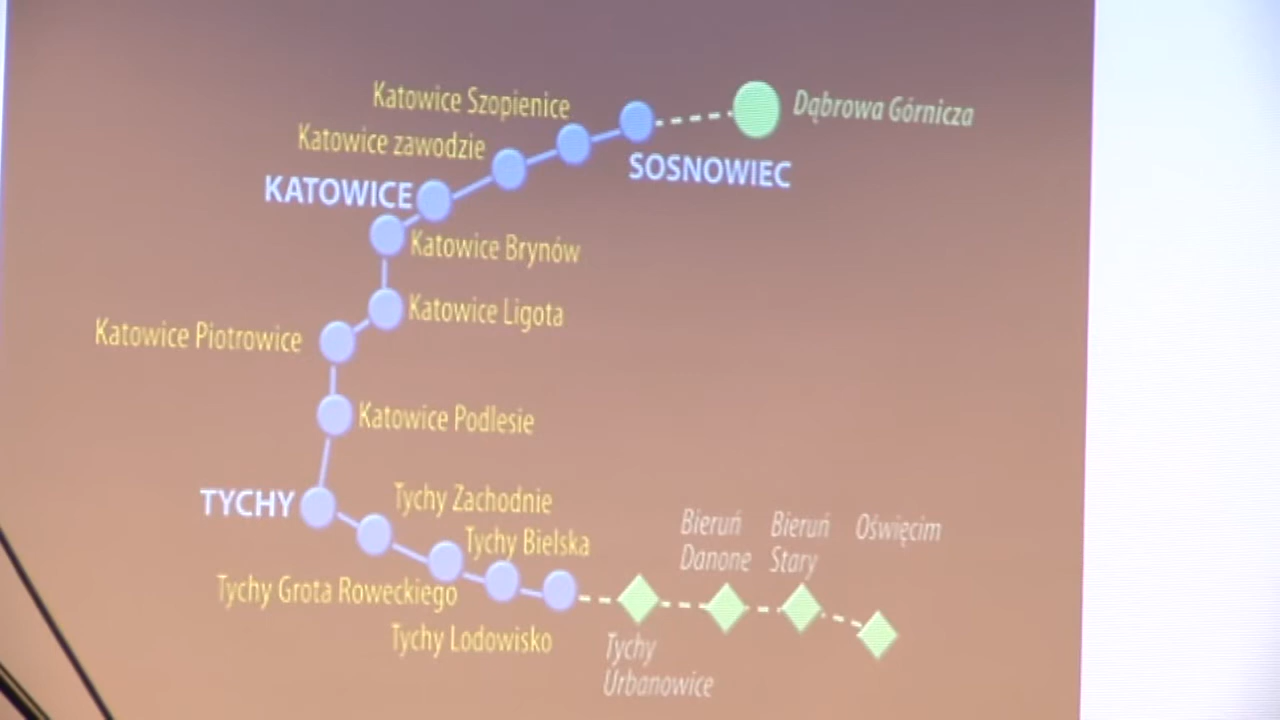 Katowice Szopienice
Dąbrowa Górnicza
Katowice zawodzie
SOSNOWIEC
KATOWICE
Katowice Brynów
Katowice Ligota
Katowice Piotrowice
Katowice Podlesie
TYCHY
Tychy Zachodnie
Tychy Bielska
Bieruń
Danone
Bieruń
Stary
Oświęcim
Tychy Grota Roweckiego
Tychy Lodowisko
Tychy
Urbanowice